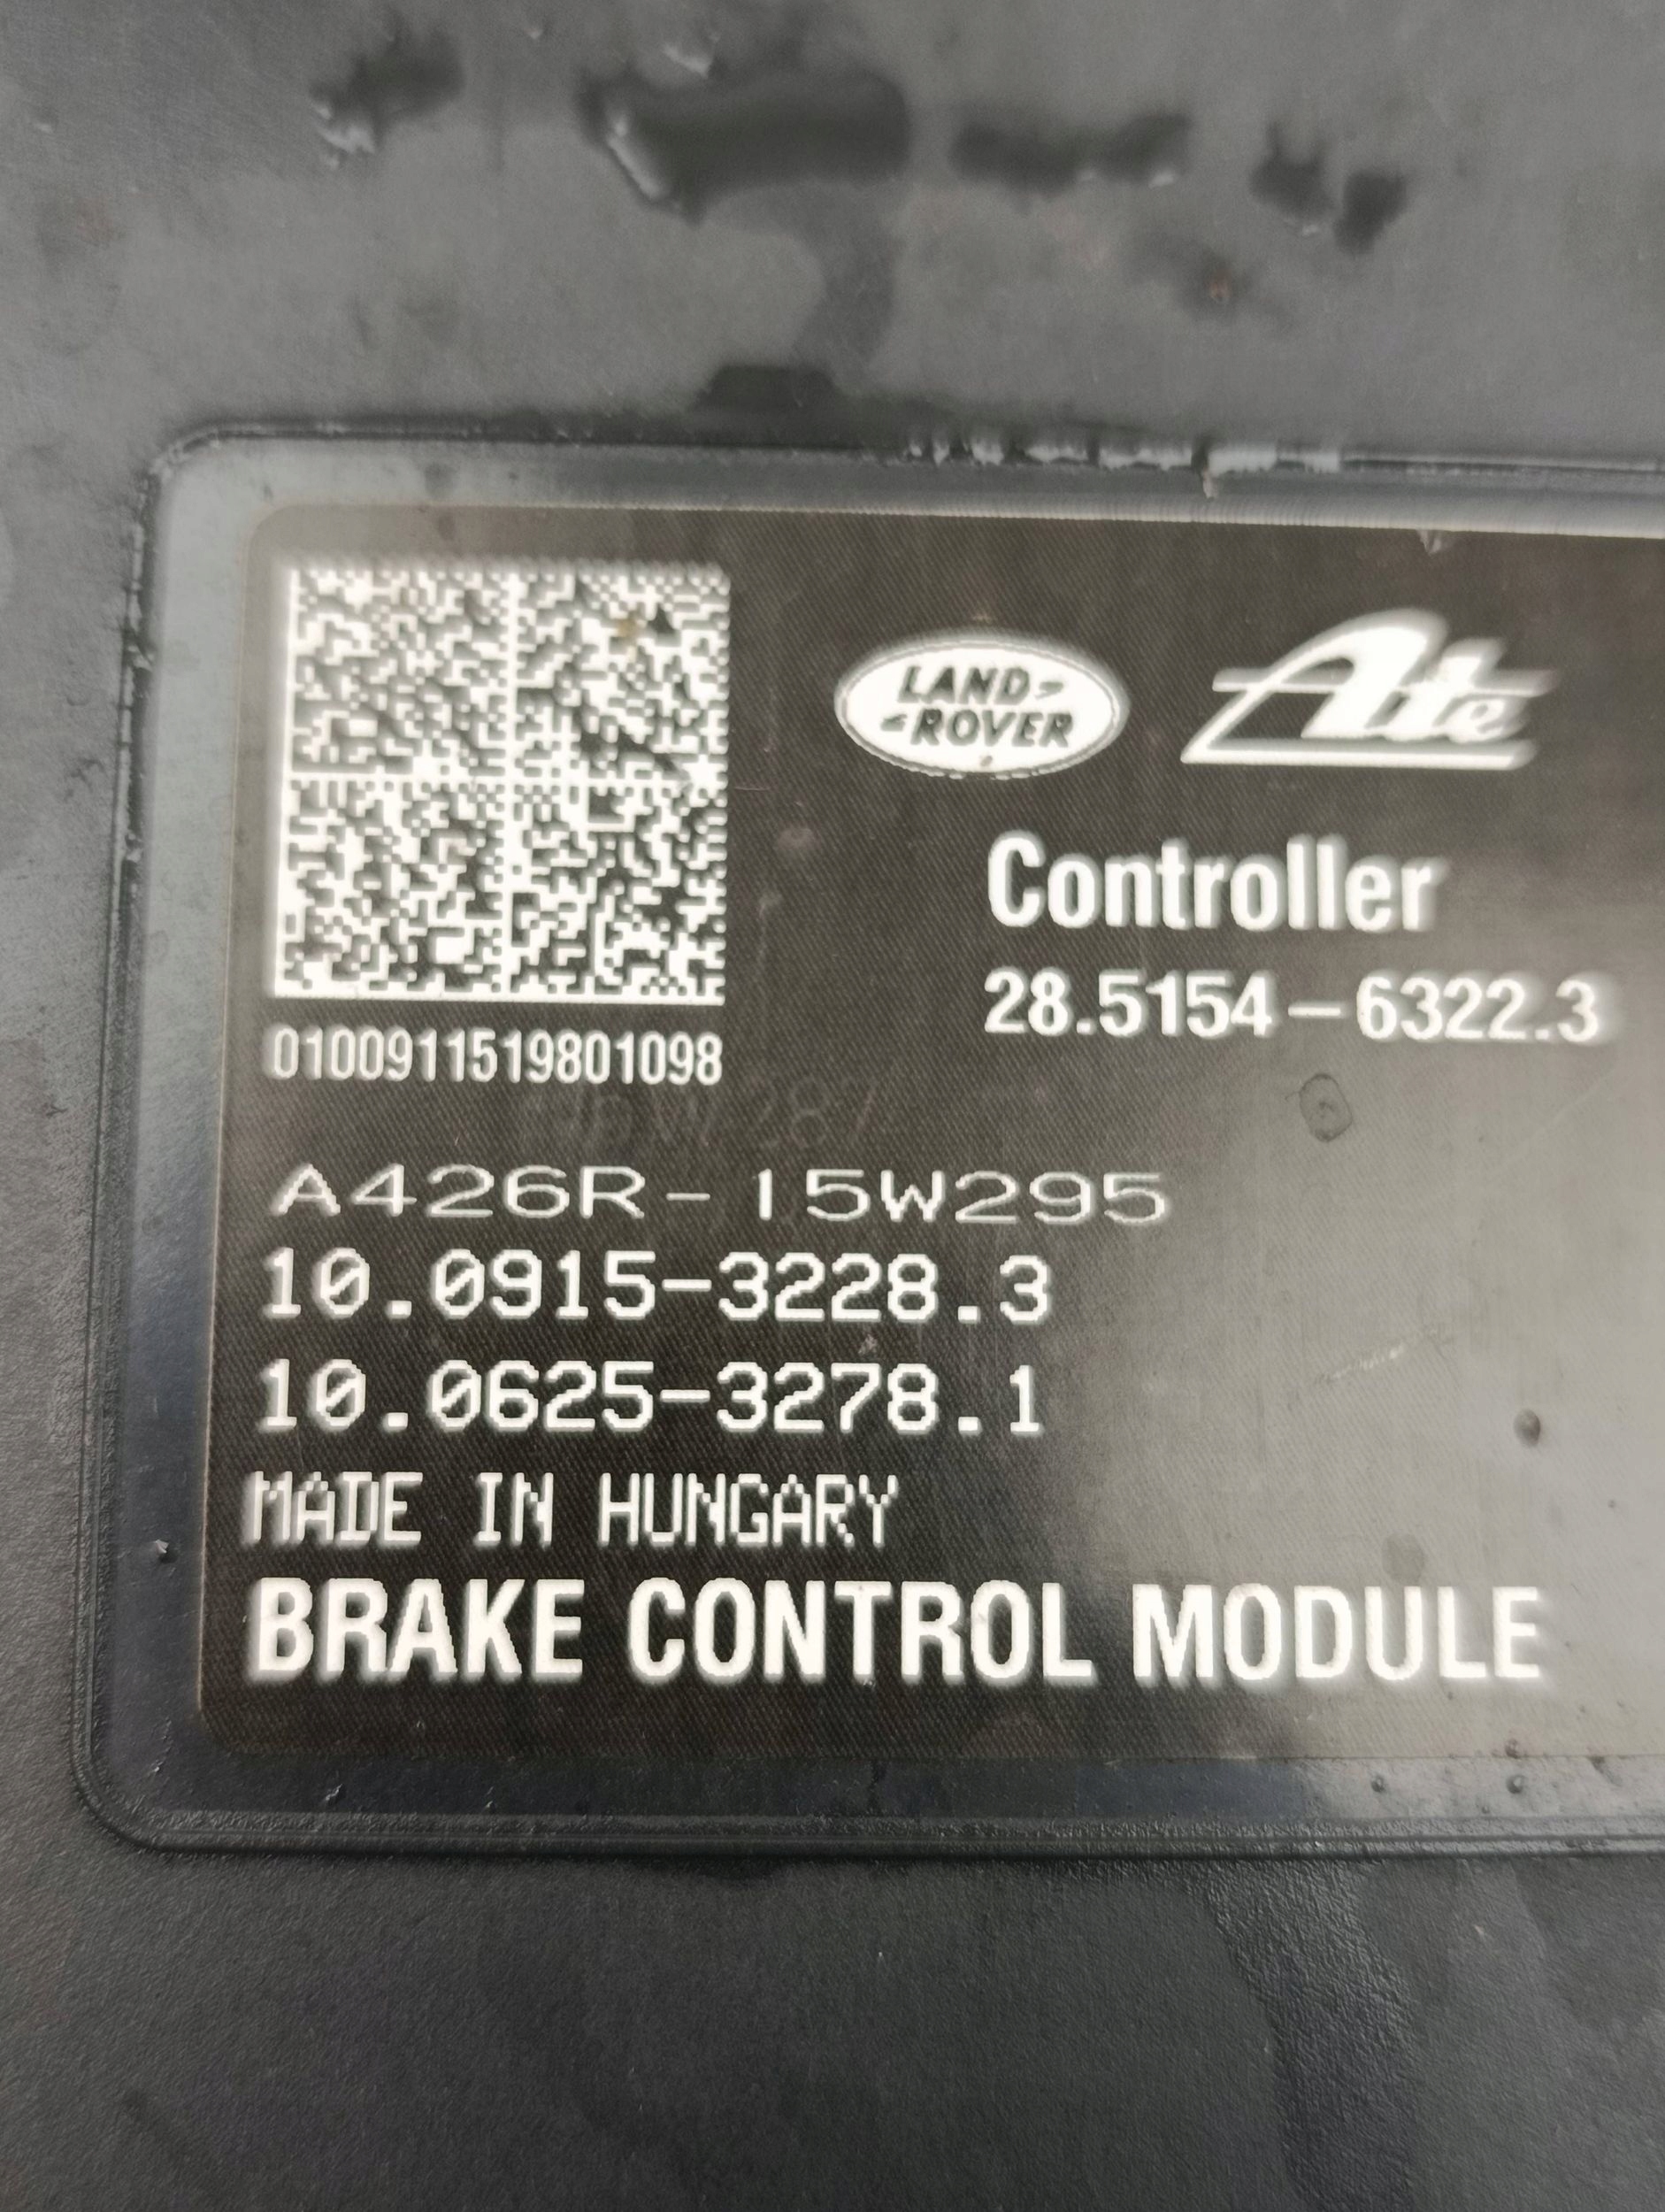 LAND
ROVER
Ate
Controller
28.5154-6322.3
0100911519801098
A426R-15W295
10.0915-3228.3
10.0625-3278.1
MADE IN HUNGARY
BRAKE CONTROL MODULE